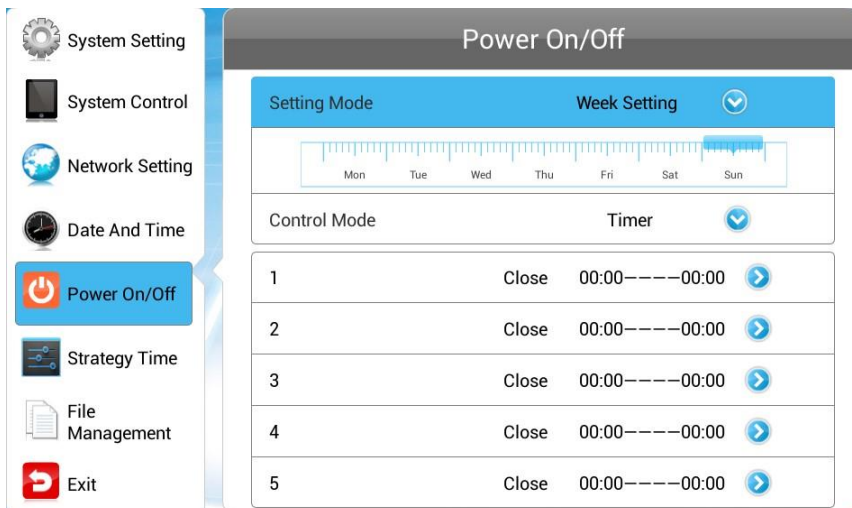 System Setting
System Control
Network Setting
Date And Time
Power On/Off
Strategy Time
File
Management
Exit
Power On/Off
Setting Mode Week Setting
Mon Tue Wed Thu Fri Sat Sun
Control Mode Timer
1 Close 00:00————00:00
2 Close 00:00————00:00
3 Close 00:00————00:00
4 Close 00:00————00:00
5 Close 00:00————00:00